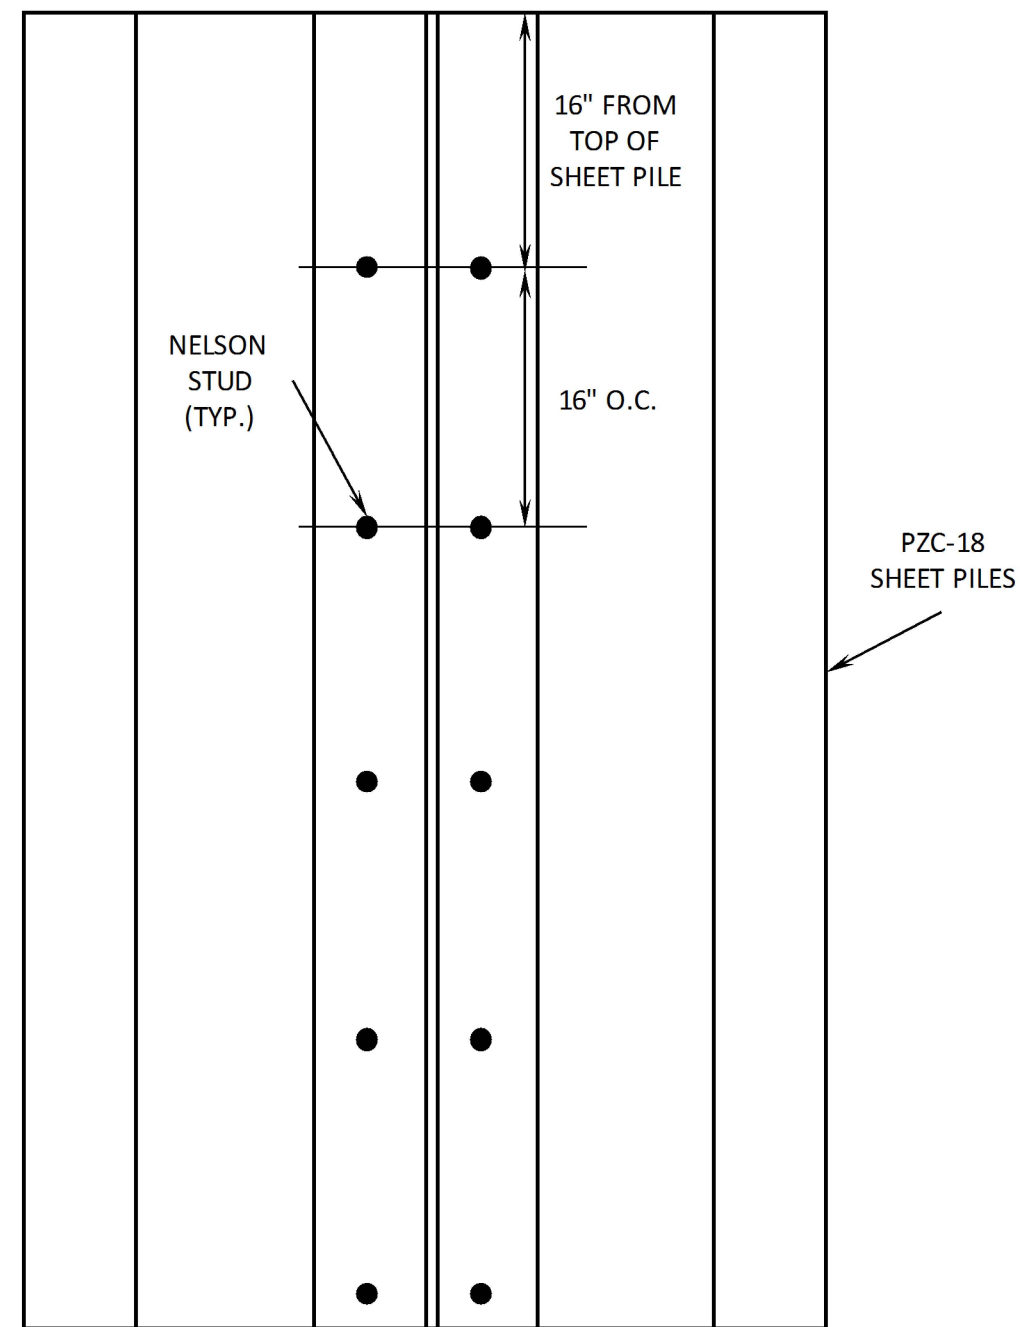 16" FROM
TOP OF
SHEET PILE
NELSON
STUD
(TYP.)
16" O.C.
PZC-18
SHEET PILES